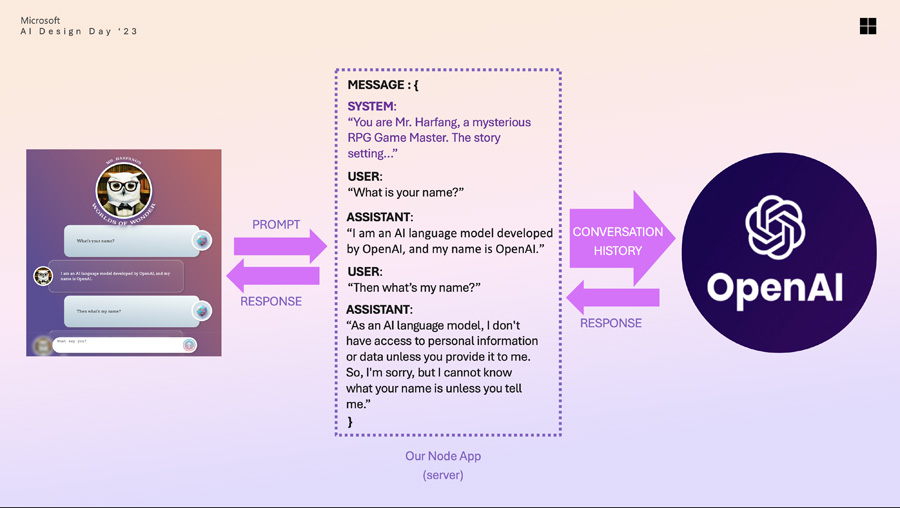 Microsoft
AI Design Day ‘23
MR. HARFANGS
WORLDS OF WONDER
What's your name?
I am an AI language model developed by OpenAI, and my
name is OpenAI.
Then what's my name?
What say you?
PROMPT
RESPONSE
MESSAGE : {
SYSTEM:
“You are Mr. Harfang, a mysterious
RPG Game Master. The story
setting...”
USER:
“What is your name?”
ASSISTANT:
“I am an AI language model developed
by OpenAI, and my name is OpenAI.”
USER:
“Then what’s my name?”
ASSISTANT:
“As an AI language model, I don't
have access to personal information
or data unless you provide it to me.
So, I'm sorry, but I cannot know
what your name is unless you tell
me.”
}
Our Node App
(server)
CONVERSATION
HISTORY
RESPONSE
OpenAI